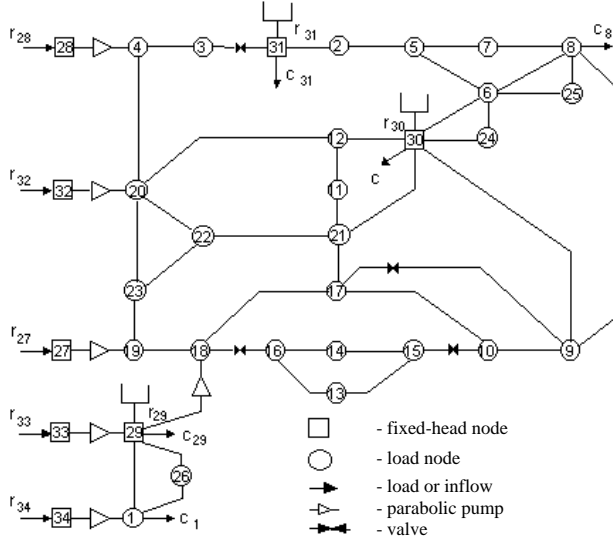 r31
r28
28 4 3 31 2 5 7 8
c8
c31
6 25
r30
12 30 24
r32
c
32 20 11
22 21
23 17
r27
27 19 18 16 14 15 10 9
13
r29
r33
33 29
c29
26
r34
34 1 c1
- fixed-head node
- load node
- load or inflow
- parabolic pump
- valve